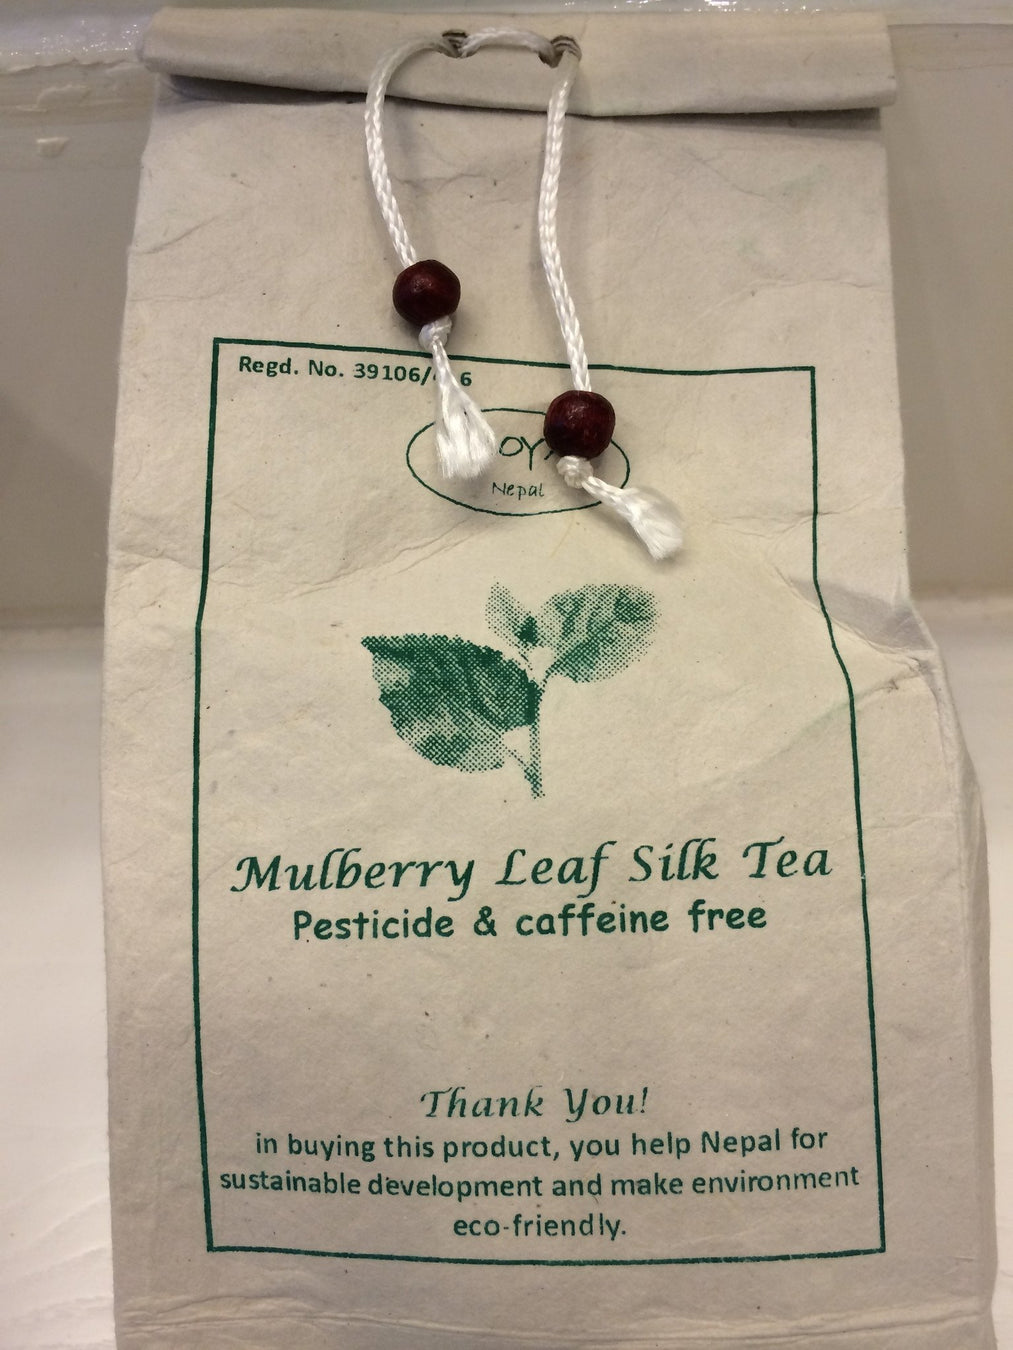 Regd. No. 39106/
Nepal
Mulberry Leaf Silk Tea
Pesticide & caffeine free
Thank You!
in buying this product, you help Nepal for
sustainable development and make environment
eco-friendly.